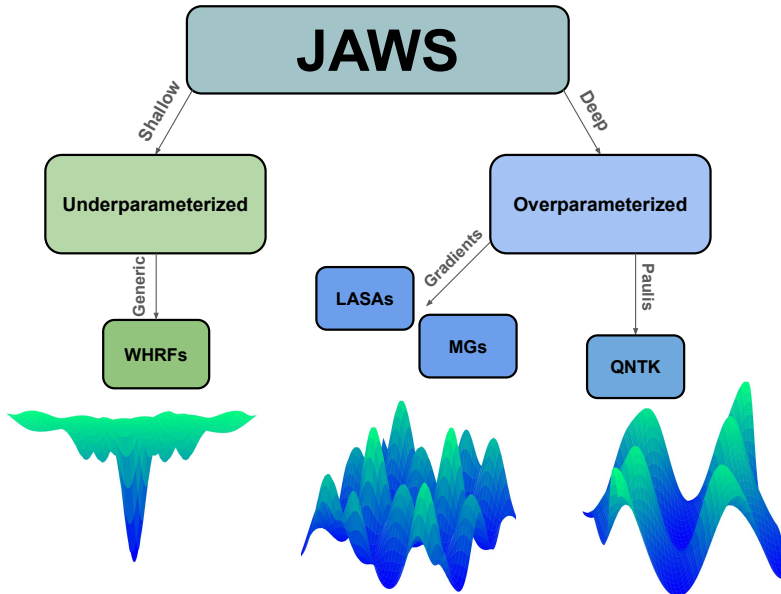 JAWS
Shallow
Deep
Underparameterized
Overparameterized
Generic
Gradients
Paulis
LASAs
MGs
WHRFs
QNTK